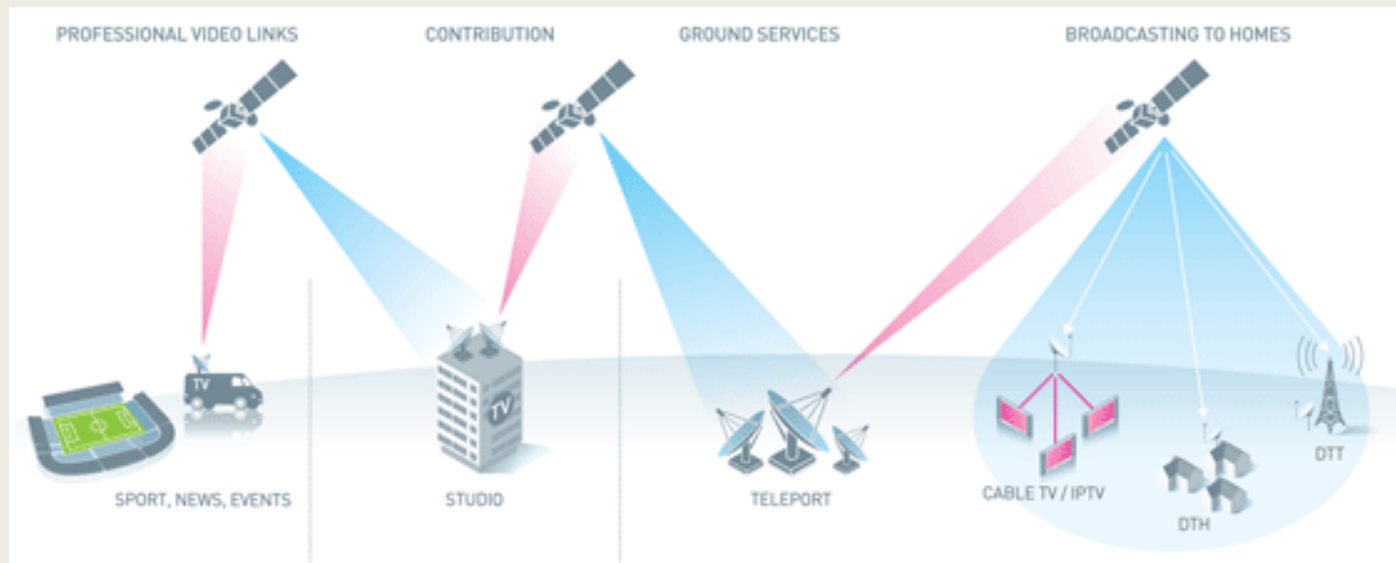 PROFESSIONAL VIDEO LINKS
CONTRIBUTION
GROUND SERVICES
BROADCASTING TO HOMES
TV
TV
SPORT, NEWS, EVENTS
STUDIO
TELEPORT
CABLE TV / IPTV
DTH
DTT